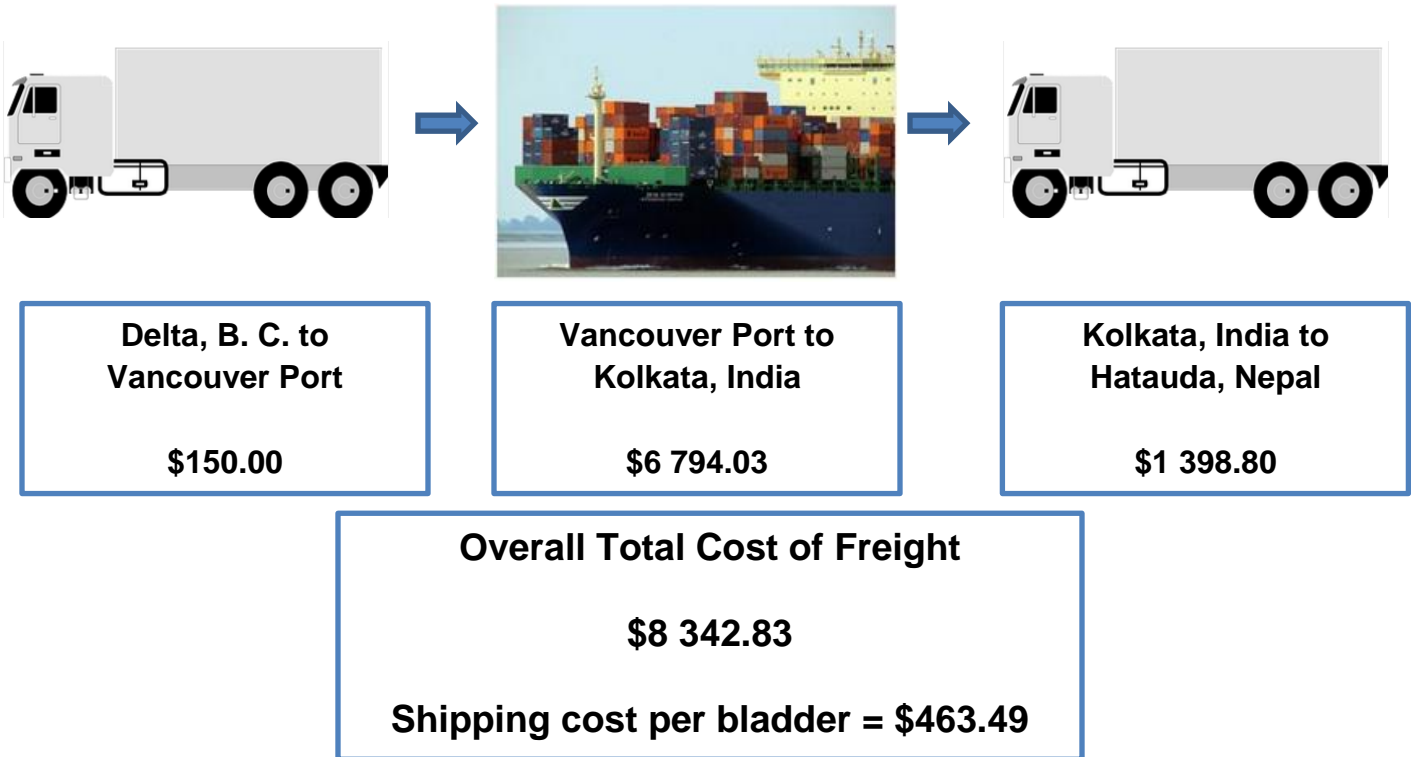 Delta, B. C. to
Vancouver Port
$150.00
Vancouver Port to
Kolkata, India
$6 794.03
Kolkata, India to
Hatauda, Nepal
$1 398.80
Overall Total Cost of Freight
$8 342.83
Shipping cost per bladder = $463.49